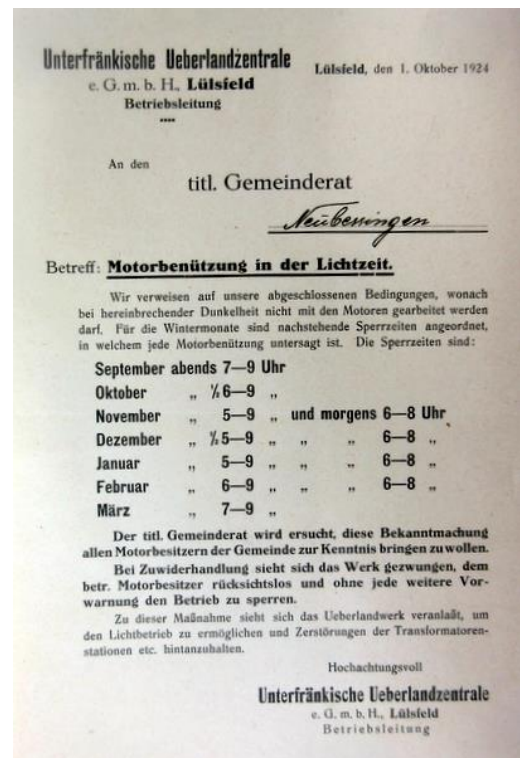 Unterfränkische Ueberlandzentrale
e. G. m. b. H., Lülsfeld
Betriebsleitung
Lülsfeld, den 1. Oktober 1924
An den
titl. Gemeinderat
Neubessingen
Betreff: Motorbenützung in der Lichtzeit.
Wir verweisen auf unsere abgeschlossenen Bedingungen, wonach
bei hereinbrechender Dunkelheit nicht mit den Motoren gearbeitet werden
darf. Für die Wintermonate sind nachstehende Sperrzeiten angeordnet,
in welchem jede Motorbenützung untersagt ist. Die Sperrzeiten sind:
September abends 7—9 Uhr
Oktober „ ½6—9 „
November „ 5—9 „ und morgens 6—8 Uhr
Dezember „ ½5—9 „ „ „ 6—8 „
Januar „ 5—9 „ „ „ 6—8 „
Februar „ 6—9 „ „ „ 6—8 „
März „ 7—9 „
Der titl. Gemeinderat wird ersucht, diese Bekanntmachung
allen Motorbesitzern der Gemeinde zur Kenntnis bringen zu wollen.
Bei Zuwiderhandlung sieht sich das Werk gezwungen, dem
betr. Motorbesitzer rücksichtslos und ohne jede weitere Vor-
warnung den Betrieb zu sperren.
Zu dieser Maßnahme sieht sich das Ueberlandwerk veranlaßt, um
den Lichtbetrieb zu ermöglichen und Zerstörungen der Transformatoren-
stationen etc. hintanzuhalten.
Hochachtungsvoll
Unterfränkische Ueberlandzentrale
e. G. m. b. H., Lülsfeld
Betriebsleitung